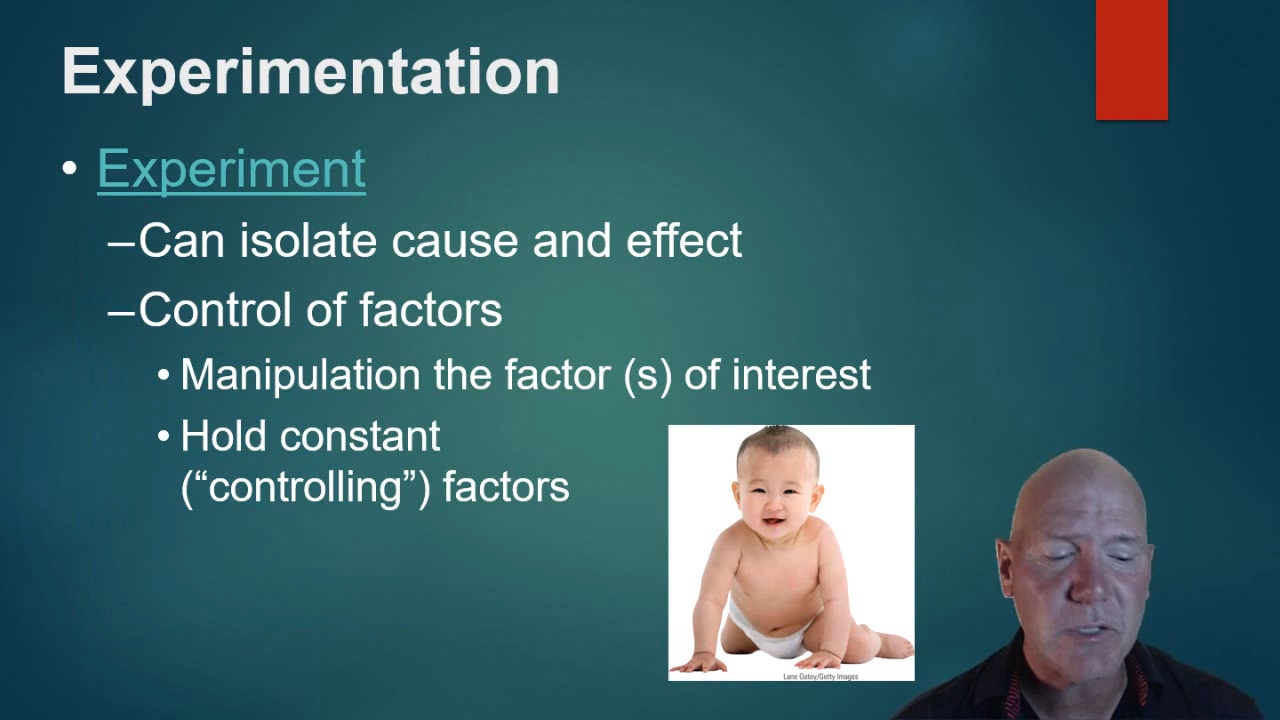 Experimentation
• Experiment
–Can isolate cause and effect
–Control of factors
• Manipulation the factor (s) of interest
• Hold constant
(“controlling”) factors
Lane Oatey/Getty Images